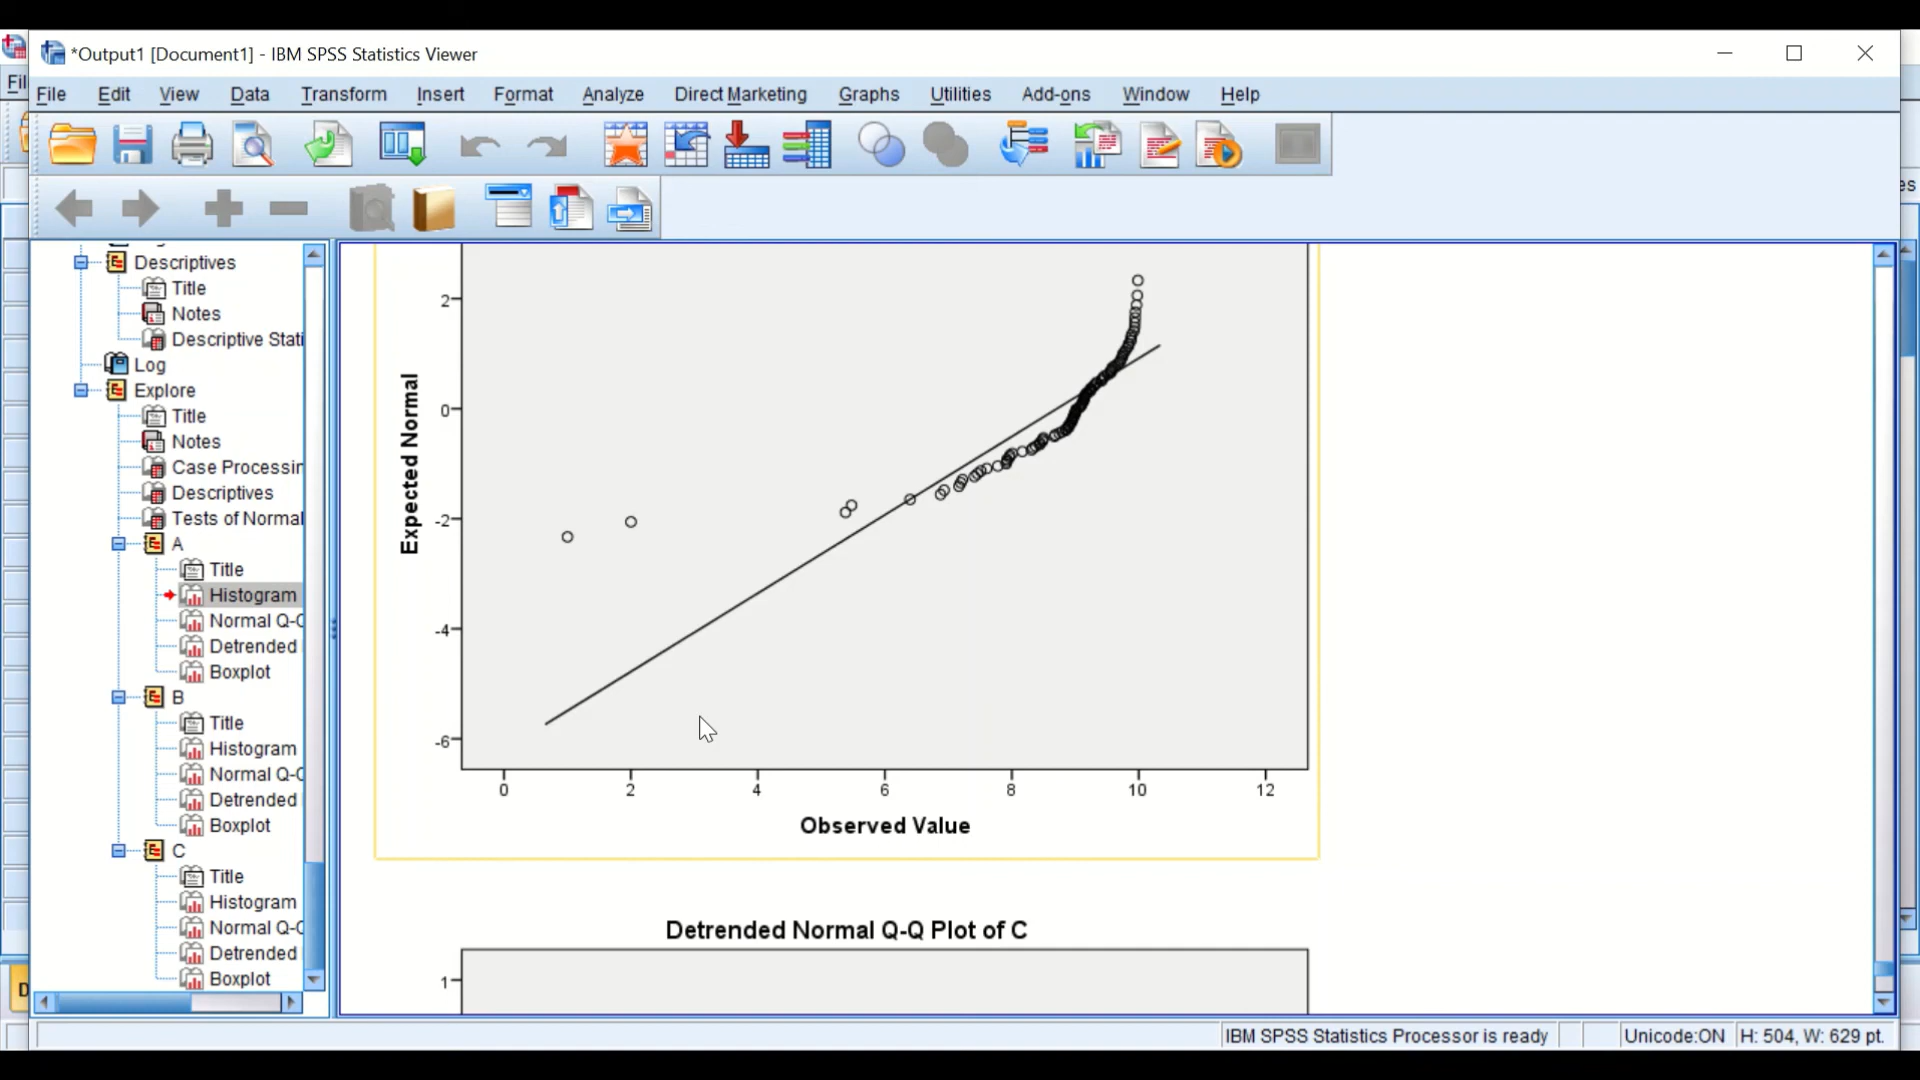 *Output1 [Document1] - IBM SPSS Statistics Viewer
File Edit View Data Transform Insert Format Analyze Direct Marketing Graphs Utilities Add-ons Window Help
Descriptives
Title
Notes
Descriptive Stati
Log
Explore
Title
Notes
Case Processin
Descriptives
Tests of Normal
A
Title
Histogram
Normal Q-Q
Detrended
Boxplot
B
Title
Histogram
Normal Q-Q
Detrended
Boxplot
C
Title
Histogram
Normal Q-Q
Detrended
Boxplot
Expected Normal
2
0
-2
-4
-6
0 2 4 6 8 10 12
Observed Value
Detrended Normal Q-Q Plot of C
1
IBM SPSS Statistics Processor is ready Unicode:ON H: 504, W: 629 pt.